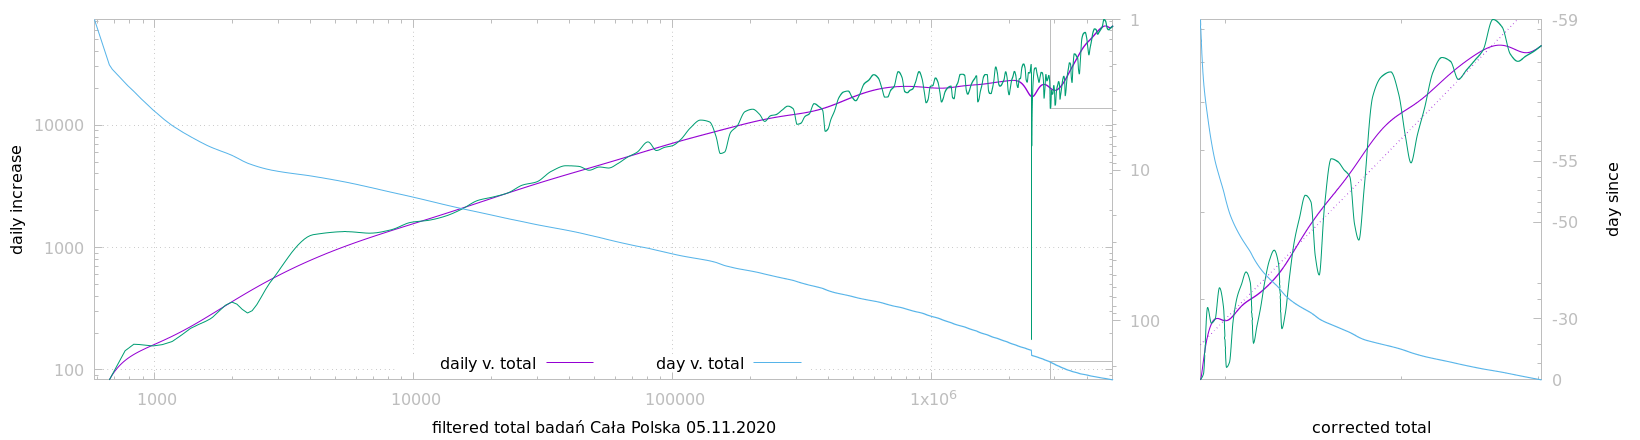 daily increase
10000
1000
100
1000
10000
100000
1x10⁶
1
10
100
daily v. total
day v. total
filtered total badań Cała Polska 05.11.2020
-59
-55
-50
-30
0
day since
corrected total